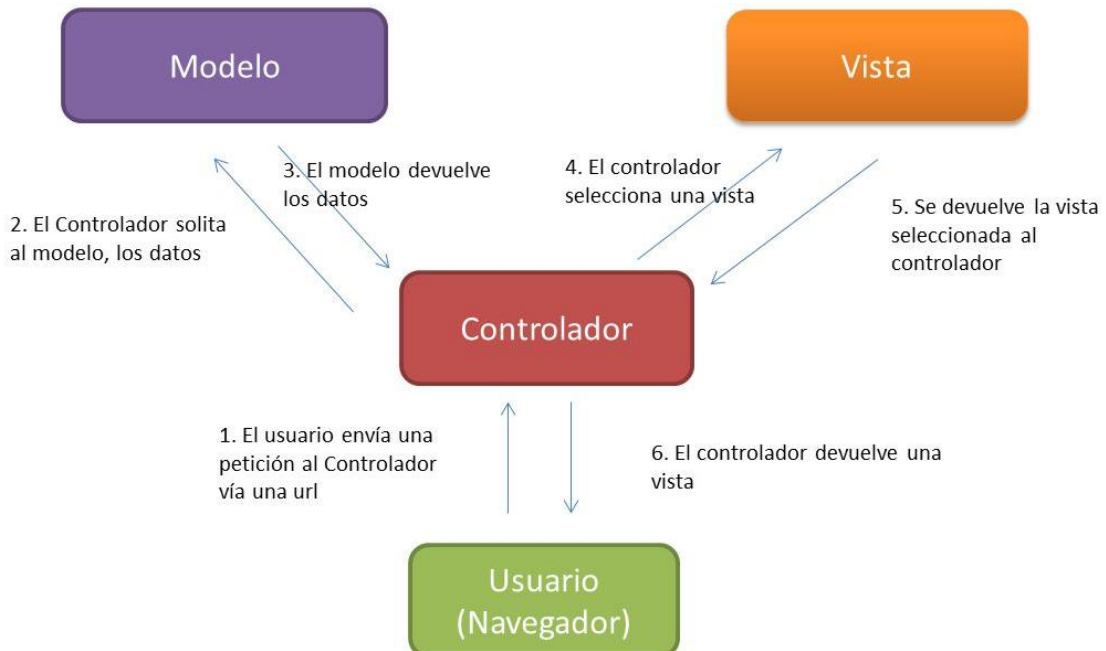 Modelo
Vista
3. El modelo devuelve
los datos
4. El controlador
selecciona una vista
2. El Controlador solita
al modelo, los datos
5. Se devuelve la vista
seleccionada al
controlador
Controlador
1. El usuario envía una
petición al Controlador
vía una url
6. El controlador devuelve una
vista
Usuario
(Navegador)